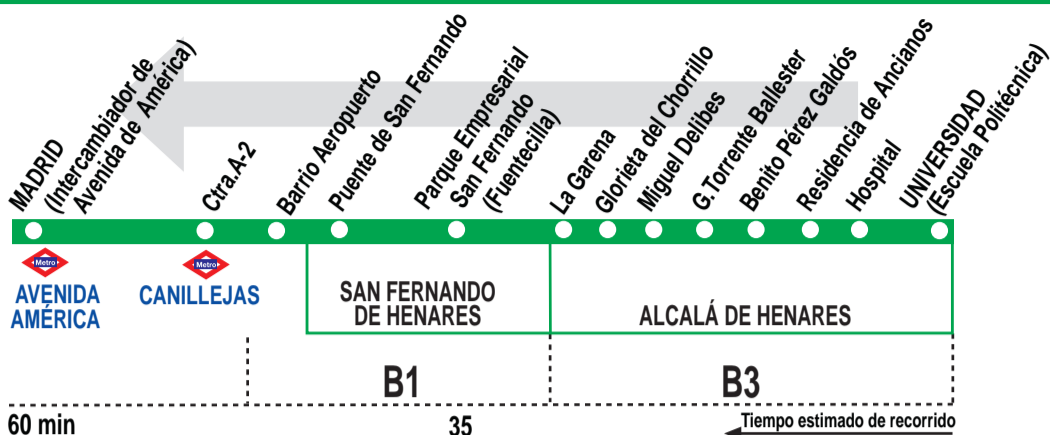 MADRID
(Intercambiador de
Avenida de América)
Ctra.A-2
Barrio Aeropuerto
Puente de San Fernando
Parque Empresarial
San Fernando
(Fuentecilla)
La Garena
Glorieta del Chorrillo
Miguel Delibes
G. Torrente Ballester
Benito Pérez Galdós
Residencia de Ancianos
Hospital
UNIVERSIDAD
(Escuela Politécnica)
Metro
AVENIDA
AMÉRICA
Metro
CANILLEJAS
SAN FERNANDO
DE HENARES
ALCALÁ DE HENARES
B1
B3
60 min
35
Tiempo estimado de recorrido